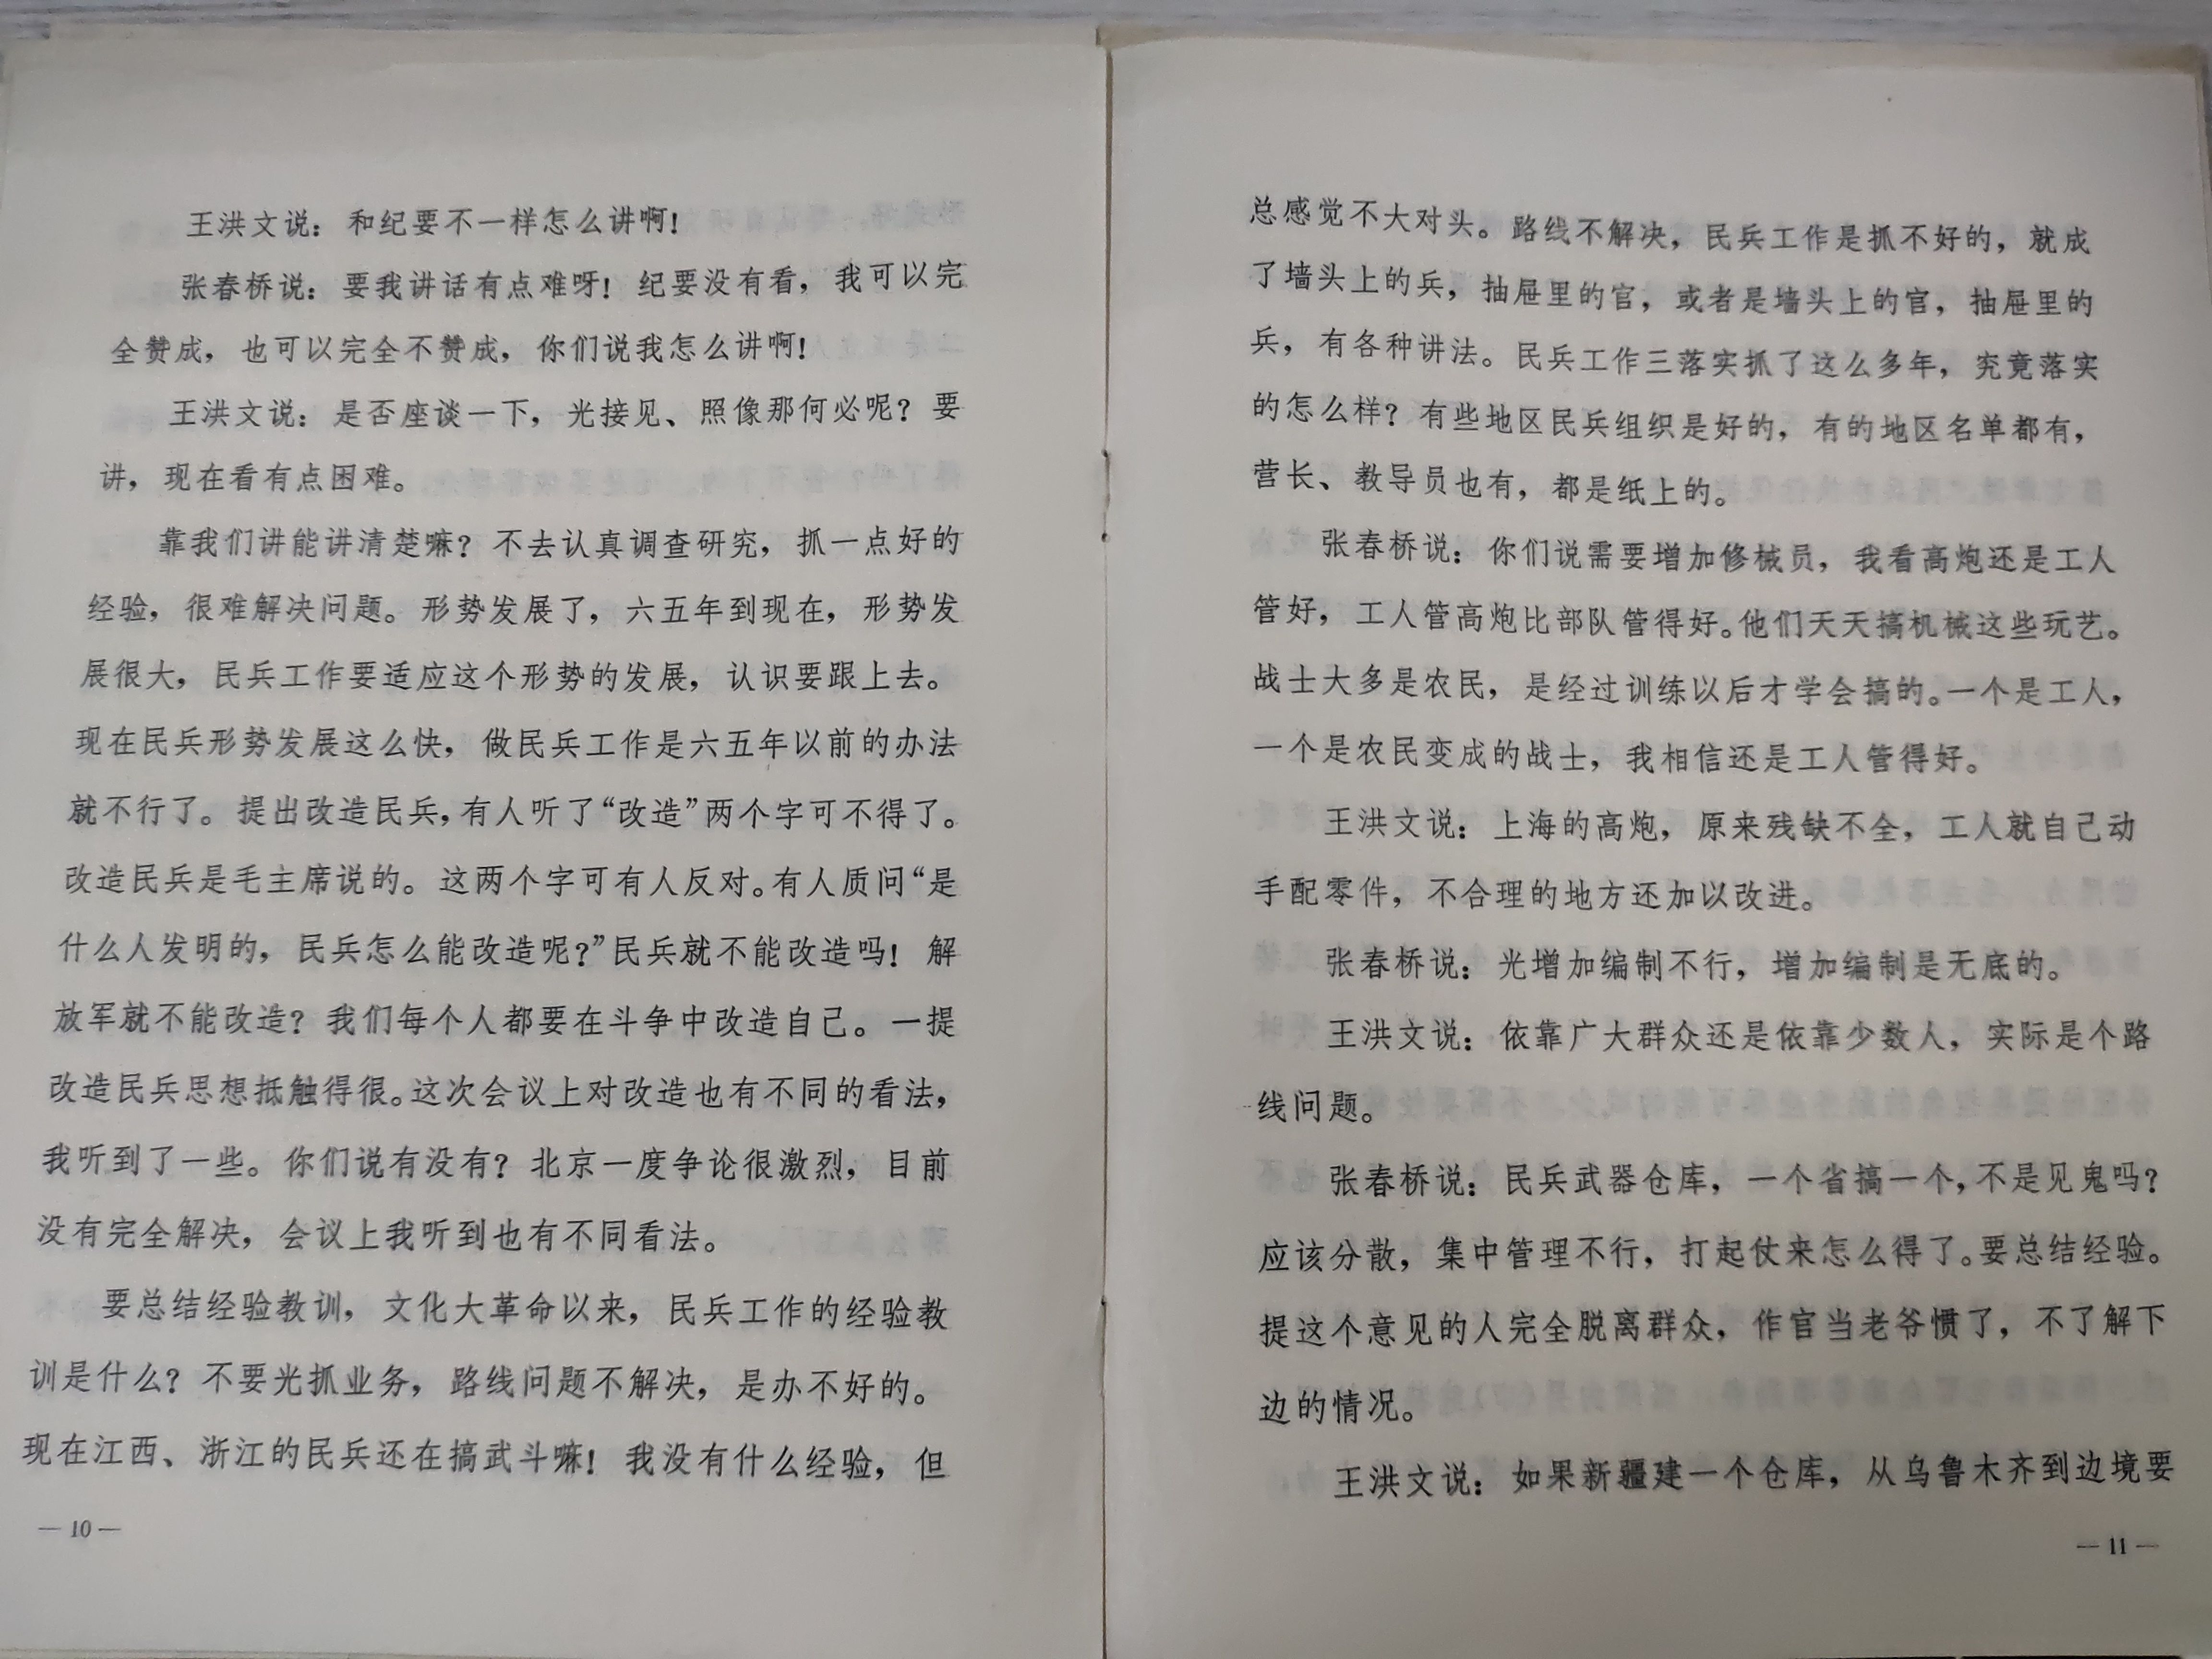 王洪文说：和纪要不一样怎么讲啊！
张春桥说：要我讲话有点难呀！纪要没有看，我可以完
全赞成，也可以完全不赞成，你们说我怎么讲啊！
王洪文说：是否座谈一下，光接见、照像那何必呢？要
讲，现在看有点困难。
靠我们讲能讲清楚嘛？不去认真调查研究，抓一点好的
经验，很难解决问题。形势发展了，六五年到现在，形势发
展很大，民兵工作要适应这个形势的发展，认识要跟上去。
现在民兵形势发展这么快，做民兵工作是六五年以前的办法
就不行了。提出改造民兵，有人听了“改造”两个字可不得了。
改造民兵是毛主席说的。这两个字可有人反对。有人质问“是
什么人发明的，民兵怎么能改造呢？”民兵就不能改造吗！解
放军就不能改造？我们每个人都要在斗争中改造自己。一提
改造民兵思想抵触得很。这次会议上对改造也有不同的看法，
我听到了一些。你们说有没有？北京一度争论很激烈，目前
没有完全解决，会议上我听到也有不同看法。
要总结经验教训，文化大革命以来，民兵工作的经验教
训是什么？不要光抓业务，路线问题不解决，是办不好的。
现在江西、浙江的民兵还在搞武斗嘛！我没有什么经验，但
— 10 —
总感觉不大对头。路线不解决，民兵工作是抓不好的，就成
了墙头上的兵，抽屉里的官，或者是墙头上的官，抽屉里的
兵，有各种讲法。民兵工作三落实抓了这么多年，究竟落实
的怎么样？有些地区民兵组织是好的，有的地区名单都有，
营长、教导员也有，都是纸上的。
张春桥说：你们说需要增加修械员，我看高炮还是工人
管好，工人管高炮比部队管得好。他们天天搞机械这些玩艺。
战士大多是农民，是经过训练以后才学会搞的。一个是工人，
一个是农民变成的战士，我相信还是工人管得好。
王洪文说：上海的高炮，原来残缺不全，工人就自己动
手配零件，不合理的地方还加以改进。
张春桥说：光增加编制不行，增加编制是无底的。
王洪文说：依靠广大群众还是依靠少数人，实际是个路
线问题。
张春桥说：民兵武器仓库，一个省搞一个，不是见鬼吗？
应该分散，集中管理不行，打起仗来怎么得了。要总结经验。
提这个意见的人完全脱离群众，作官当老爷惯了，不了解下
边的情况。
王洪文说：如果新疆建一个仓库，从乌鲁木齐到边境要
— 11 —